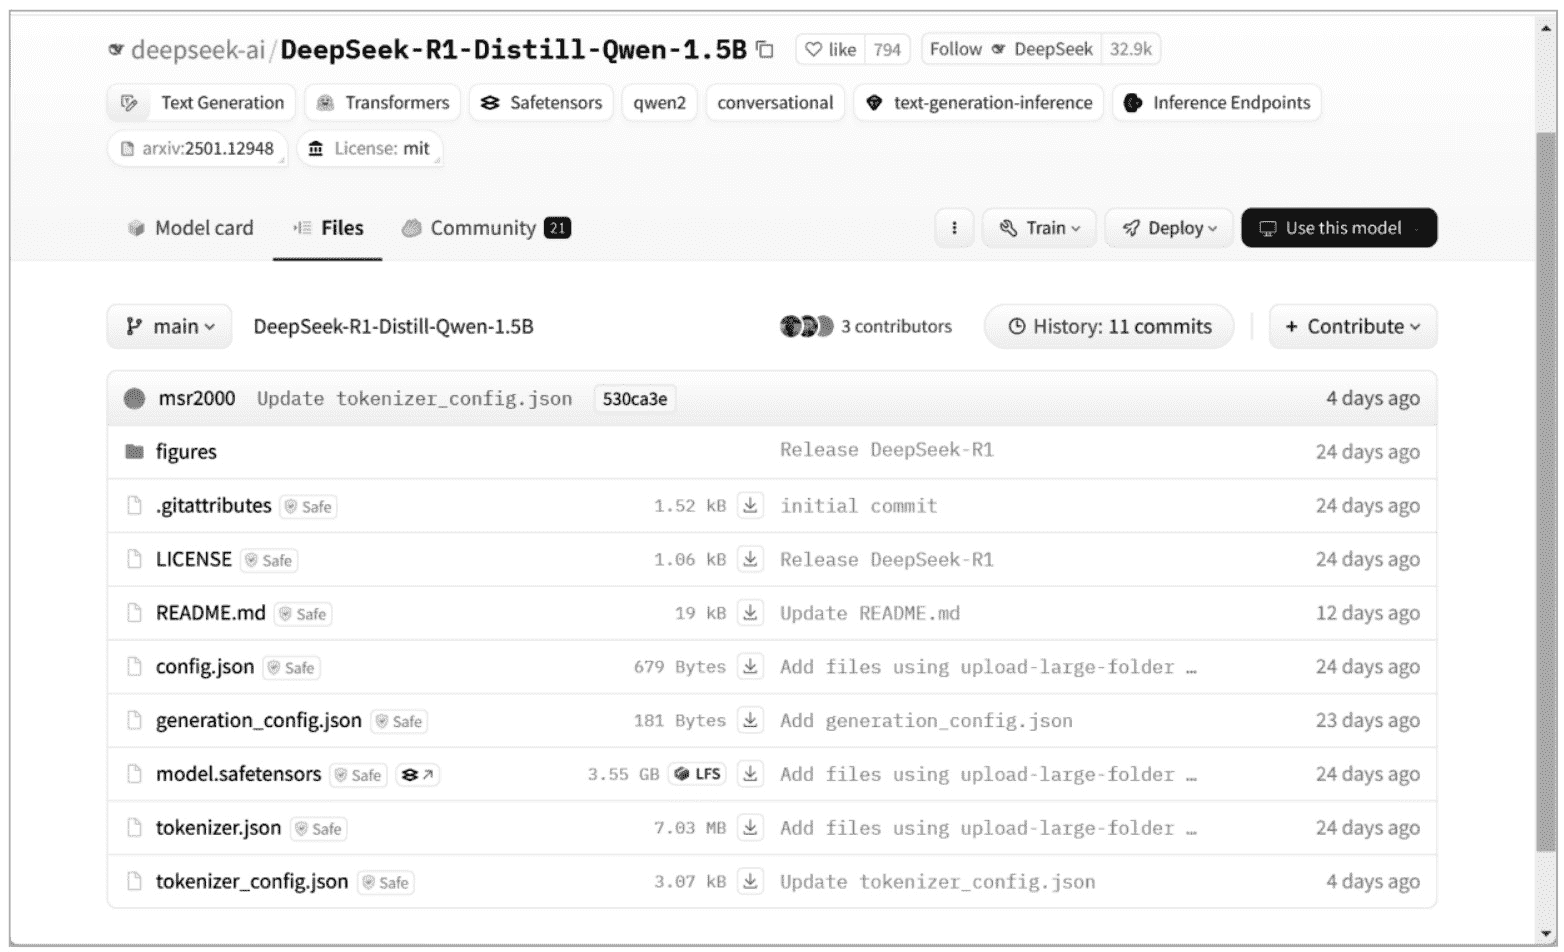 deepseek-ai/DeepSeek-R1-Distill-Qwen-1.5B like 794 Follow DeepSeek 32.9k
Text Generation Transformers Safetensors qwen2 conversational text-generation-inference Inference Endpoints
arxiv:2501.12948 License: mit
Model card Files Community 21 Train Deploy Use this model
main DeepSeek-R1-Distill-Qwen-1.5B 3 contributors History: 11 commits + Contribute
msr2000 Update tokenizer_config.json 530ca3e 4 days ago
figures Release DeepSeek-R1 24 days ago
.gitattributes Safe 1.52 kB initial commit 24 days ago
LICENSE Safe 1.06 kB Release DeepSeek-R1 24 days ago
README.md Safe 19 kB Update README.md 12 days ago
config.json Safe 679 Bytes Add files using upload-large-folder … 24 days ago
generation_config.json Safe 181 Bytes Add generation_config.json 23 days ago
model.safetensors Safe 3.55 GB LFS Add files using upload-large-folder … 24 days ago
tokenizer.json Safe 7.03 MB Add files using upload-large-folder … 24 days ago
tokenizer_config.json Safe 3.07 kB Update tokenizer_config.json 4 days ago